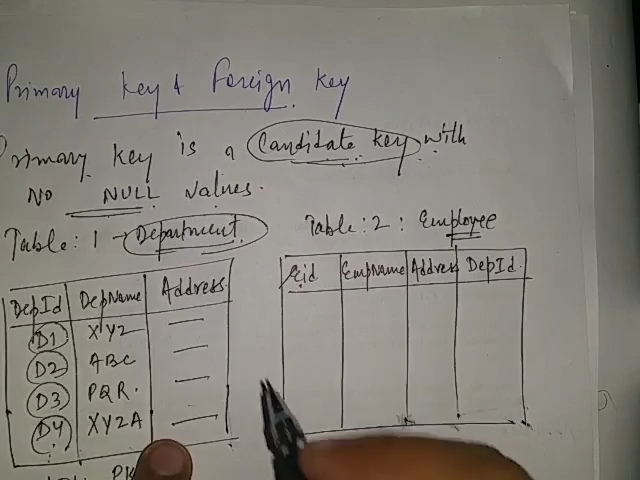 Primary key & Foreign key
Primary key is a Candidate key with
No NULL values.
Table: 1 → Department
Table: 2 : Employee
DepId DepName Address
D1 XYZ
D2 ABC
D3 PQR.
D4 XYZA
Eid EmpName Address DepId
PK